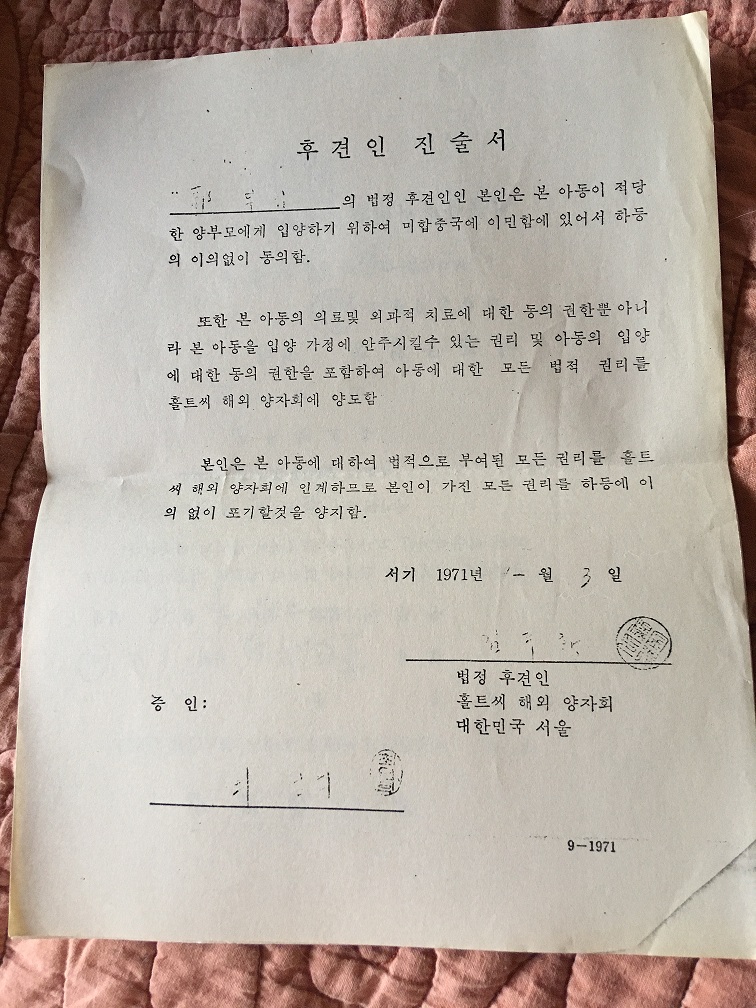 후견인 진술서
의 법정 후견인인 본인은 본 아동이 적당
한 양부모에게 입양하기 위하여 미합중국에 이민함에 있어서 하등
의 이의없이 동의함.
또한 본 아동의 의료및 외과적 치료에 대한 동의 권한뿐 아니
라 본 아동을 입양 가정에 안주시킬수 있는 권리 및 아동의 입양
에 대한 동의 권한을 포함하여 아동에 대한 모든 법적 권리를
홀트씨 해외 양자회에 양도함
본인은 본 아동에 대하여 법적으로 부여된 모든 권리를 홀트
씨 해외 양자회에 인계하므로 본인이 가진 모든 권리를 하등에 이
의 없이 포기할것을 양지함.
서기 1971년 월 3 일
법정 후견인
증 인:
홀트씨 해외 양자회
대한민국 서울
9-1971